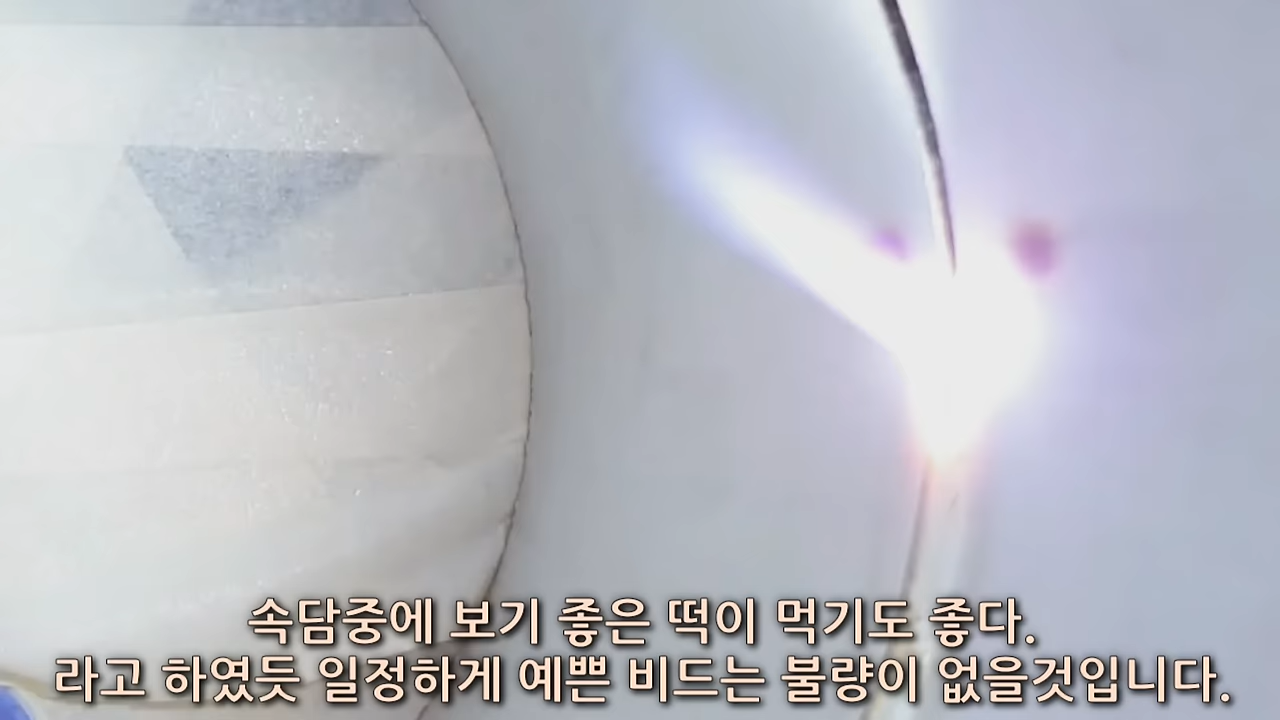 속담중에 보기 좋은 떡이 먹기도 좋다.
라고 하였듯 일정하게 예쁜 비드는 불량이 없을것입니다.